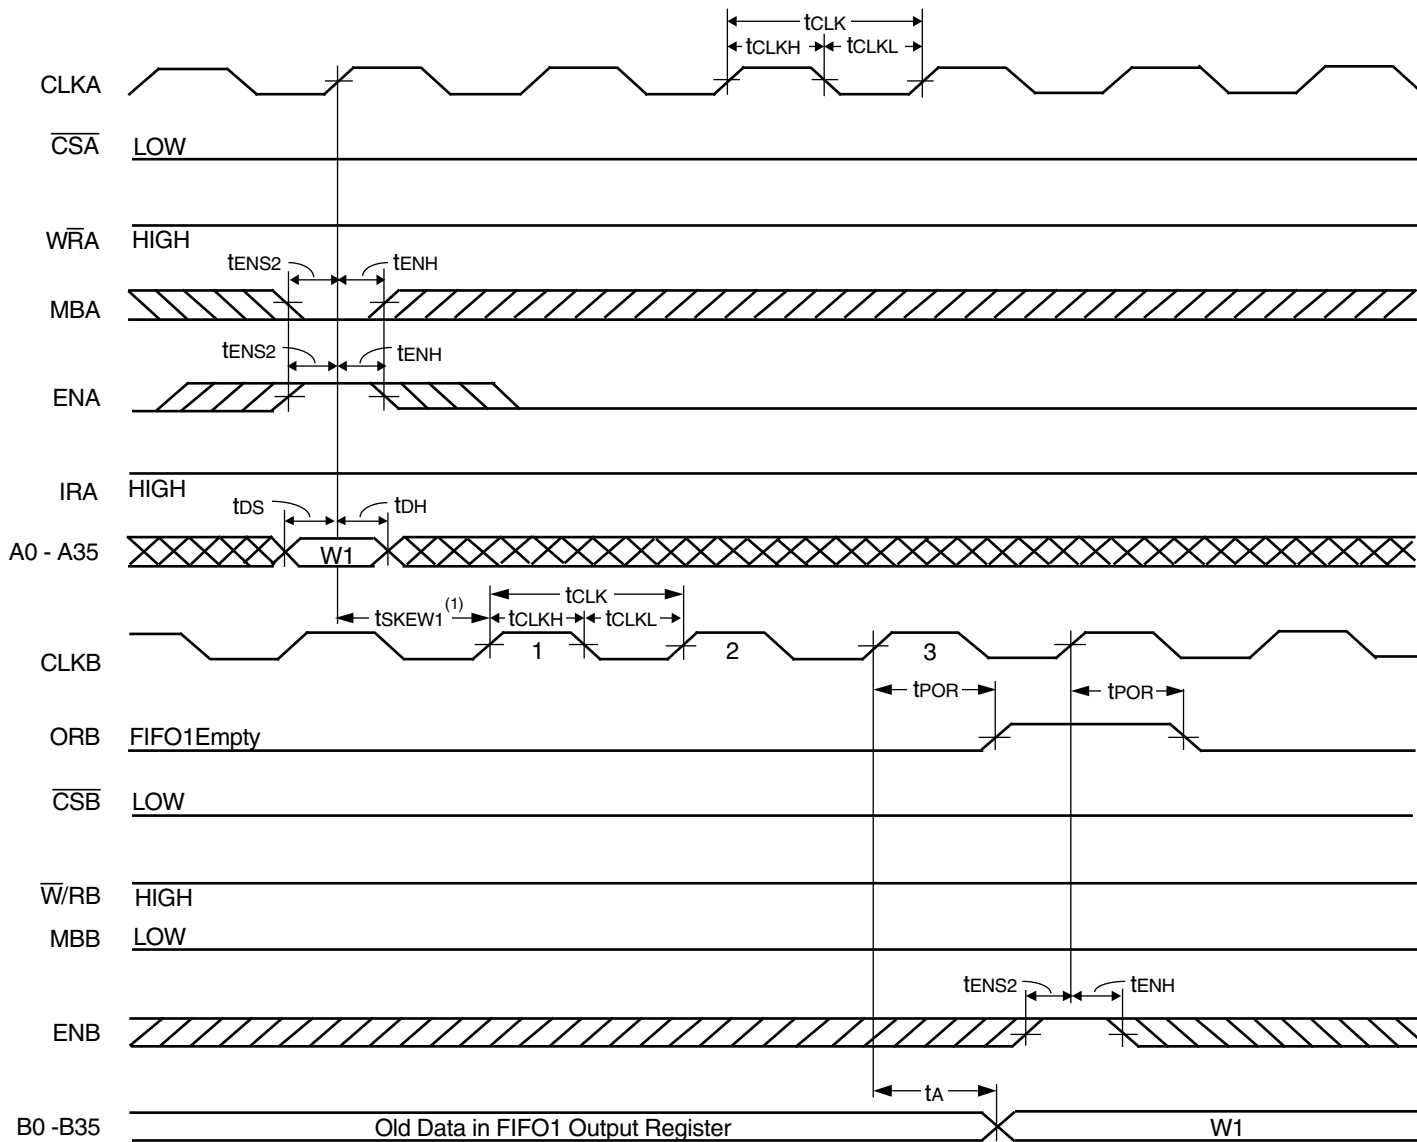 tCLK
tCLKH tCLKL
CLKA
CSA LOW
WRA HIGH
tENS2 tENH
MBA
tENS2 tENH
ENA
IRA HIGH
tDS tDH
A0 - A35 W1
tCLK
tSKEW1(1) tCLKH tCLKL
CLKB 1 2 3
tPOR tPOR
ORB FIFO1Empty
CSB LOW
W/RB HIGH
MBB LOW
tENS2 tENH
ENB
tA
B0 -B35 Old Data in FIFO1 Output Register W1